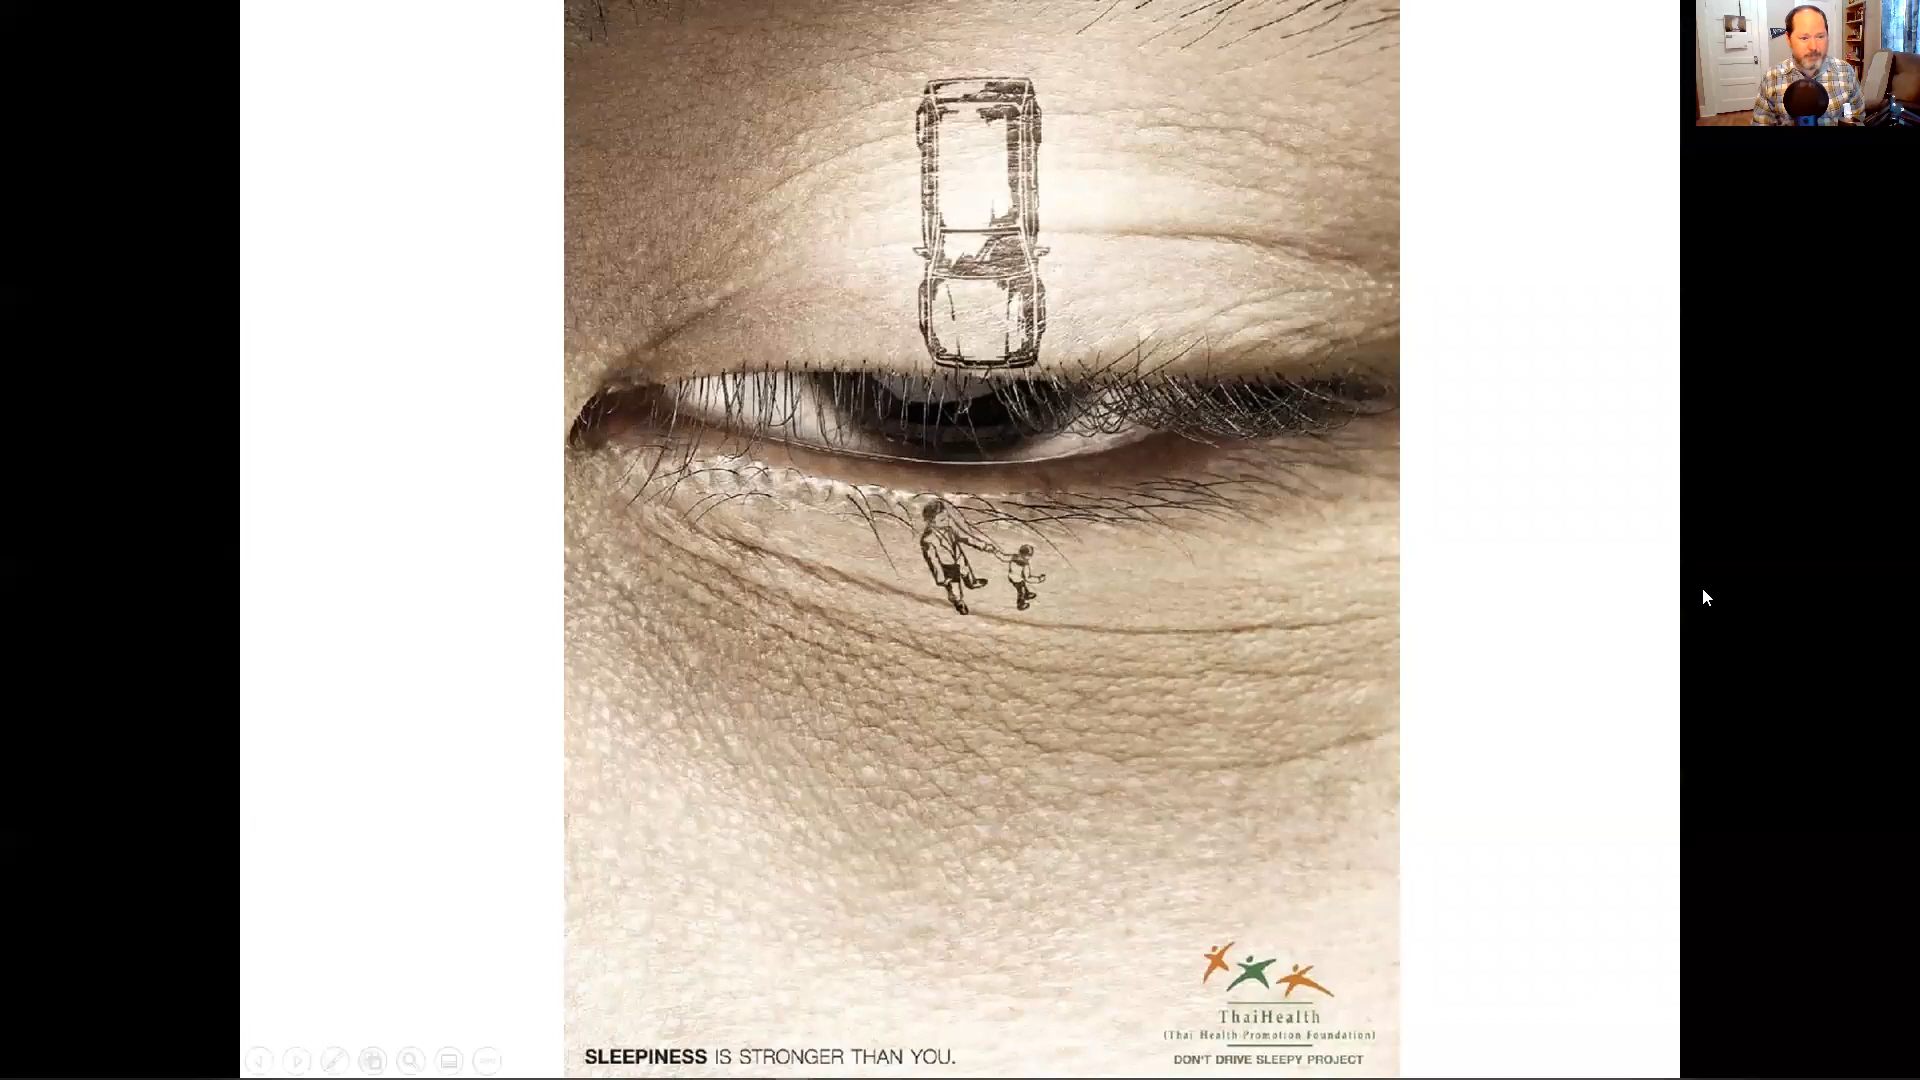 ThaiHealth
(Thai Health Promotion Foundation)
SLEEPINESS IS STRONGER THAN YOU.
DON'T DRIVE SLEEPY PROJECT